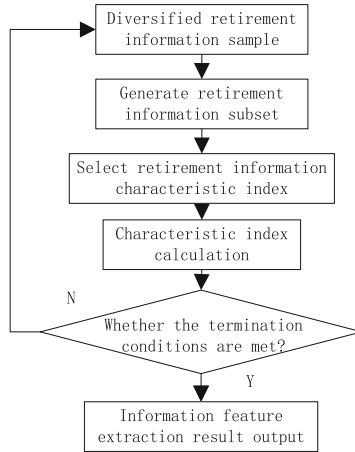 Diversified retirement
information sample
Generate retirement
information subset
Select retirement information
characteristic index
Characteristic index
calculation
N
Whether the termination
conditions are met?
Y
Information feature
extraction result output